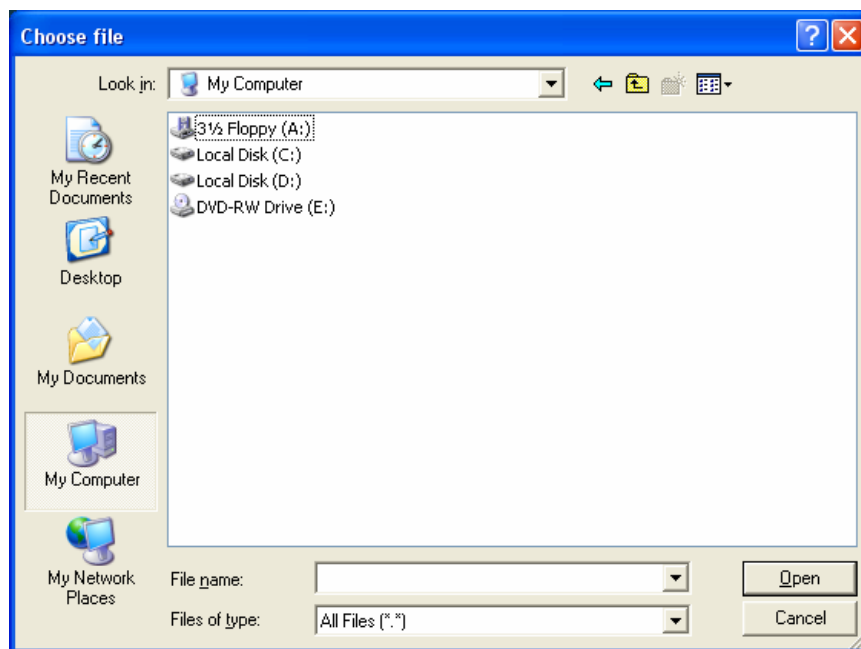 Choose file
Look in:
My Computer
3½ Floppy (A:)
Local Disk (C:)
Local Disk (D:)
DVD-RW Drive (E:)
My Recent
Documents
Desktop
My Documents
My Computer
My Network
Places
File name:
Open
Files of type:
All Files (*.*)
Cancel